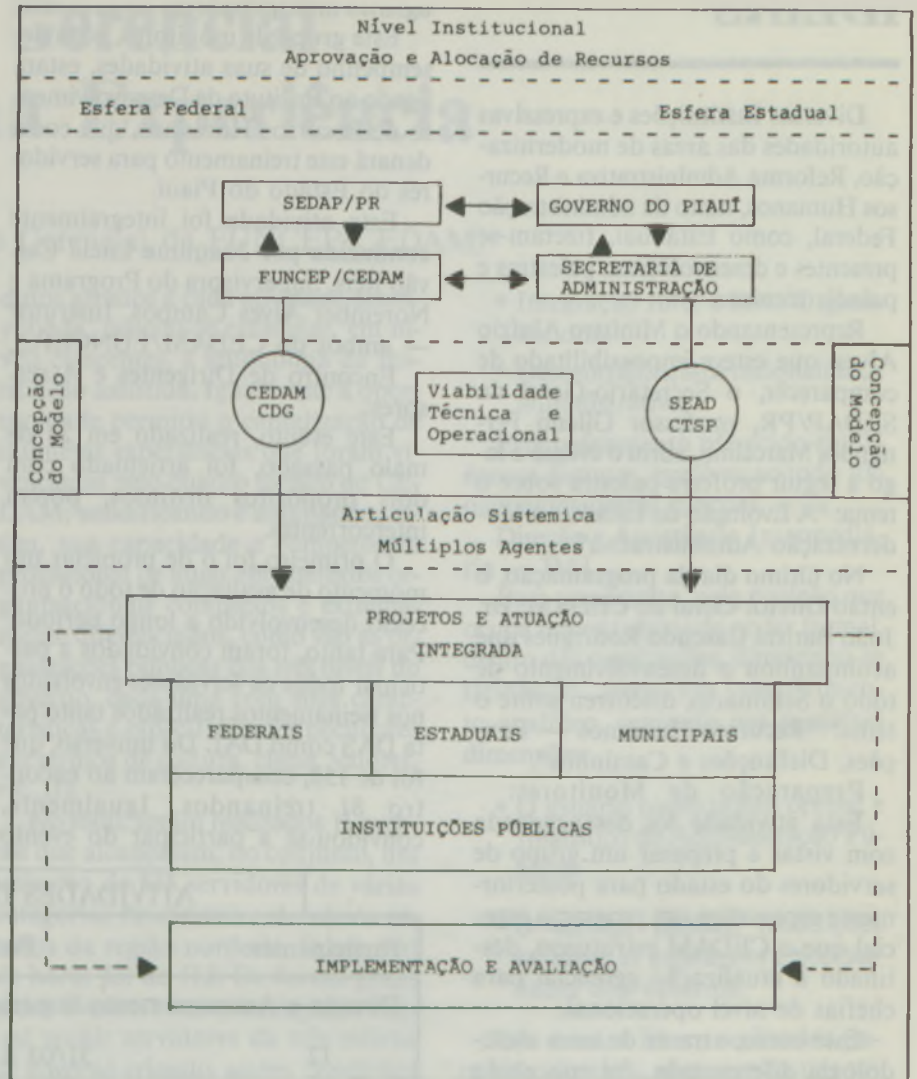 Nível Institucional
Aprovação e Alocação de Recursos
Esfera Federal
Esfera Estadual
SEDAP/PR
GOVERNO DO PIAUÍ
FUNCEP/CEDAM
SECRETARIA DE
ADMINISTRAÇÃO
Concepção
do Modelo
CEDAM
CDG
Viabilidade
Técnica e
Operacional
SEAD
CTSP
Concepção
do Modelo
Articulação Sistemica
Múltiplos Agentes
PROJETOS E ATUAÇÃO
INTEGRADA
FEDERAIS
ESTADUAIS
MUNICIPAIS
INSTITUIÇÕES PÚBLICAS
IMPLEMENTAÇÃO E AVALIAÇÃO